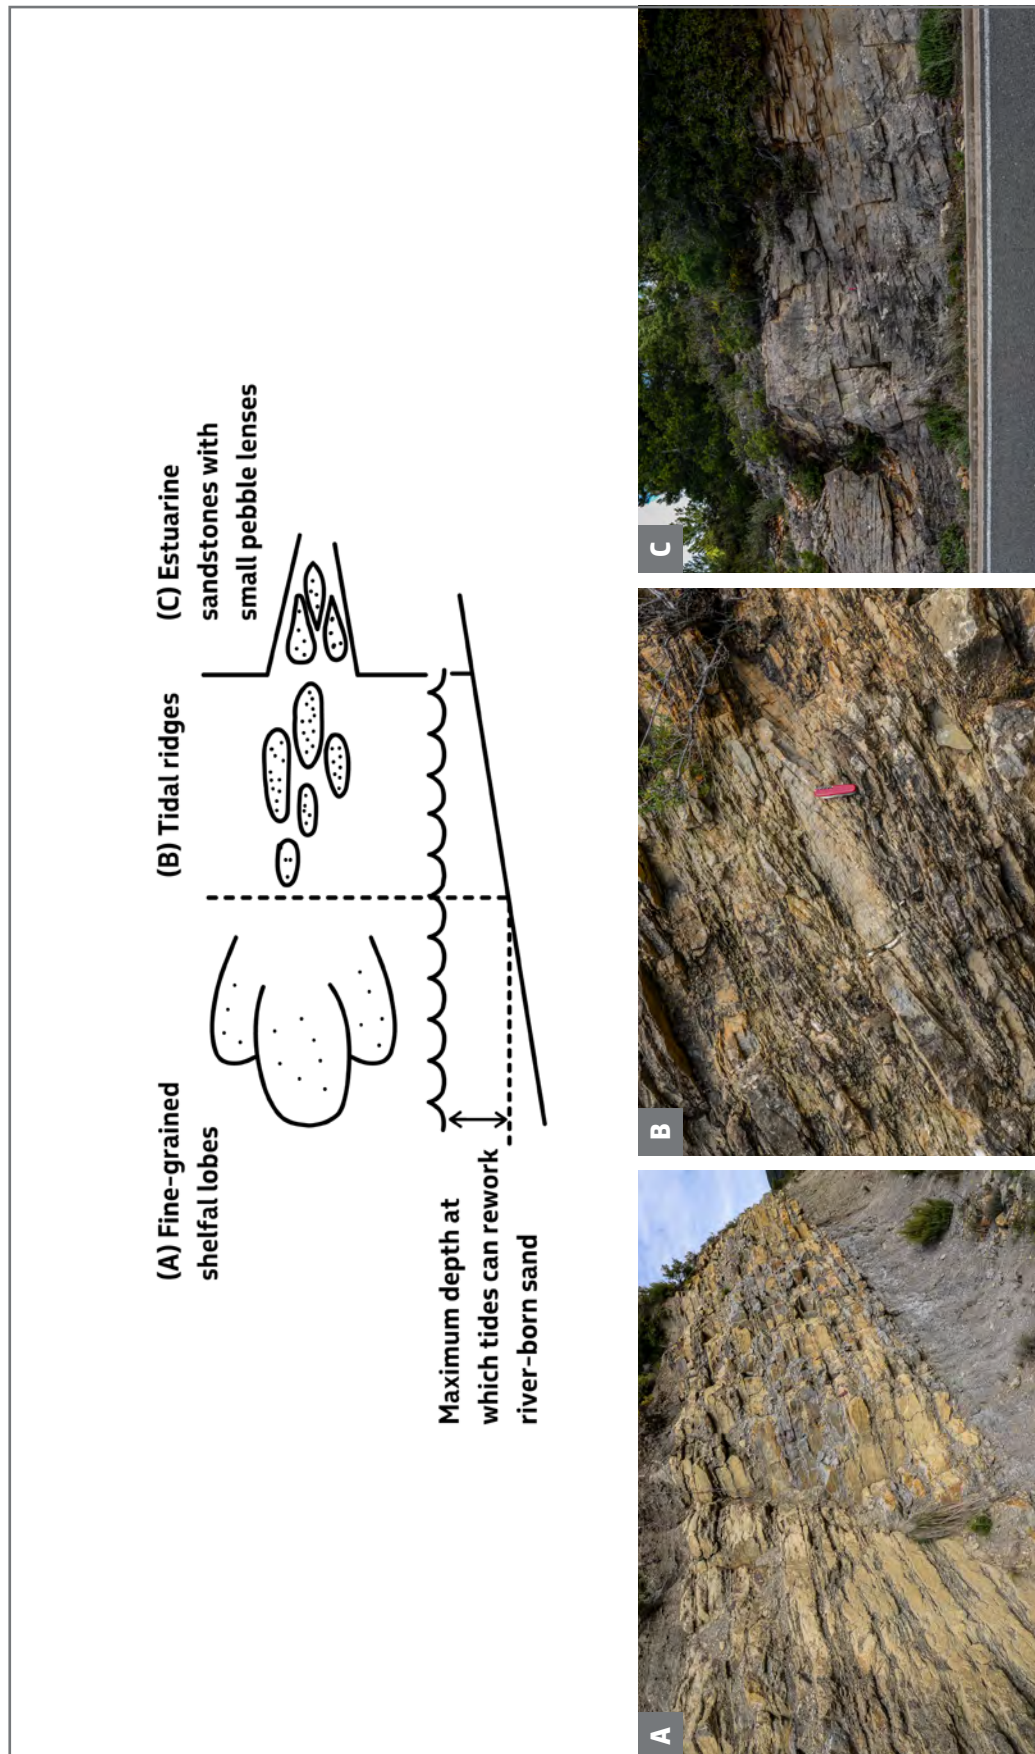 (A) Fine-grained
shelfal lobes
(B) Tidal ridges
(C) Estuarine
sandstones with
small pebble lenses
Maximum depth at
which tides can rework
river-born sand
A
B
C